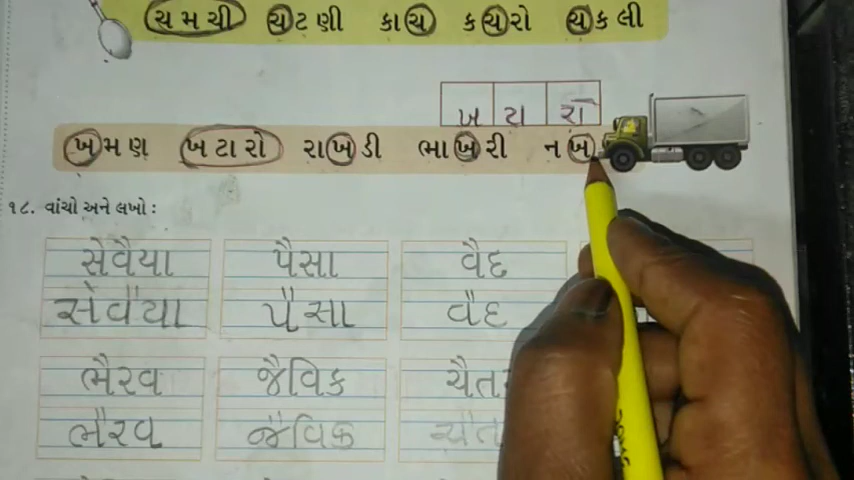 ચમચી ચટણી કાચ કચરો ચકલી
ખ ટા રો
ખમણ ખટારો રાખડી ભાખરી નખ
૧૮. વાંચો અને લખો :
સેવૈયા પૈસા વૈદ
સેવૈયા પૈસા વૈદ
ભૈરવ જૈવિક
ભૈરવ જૈવિક